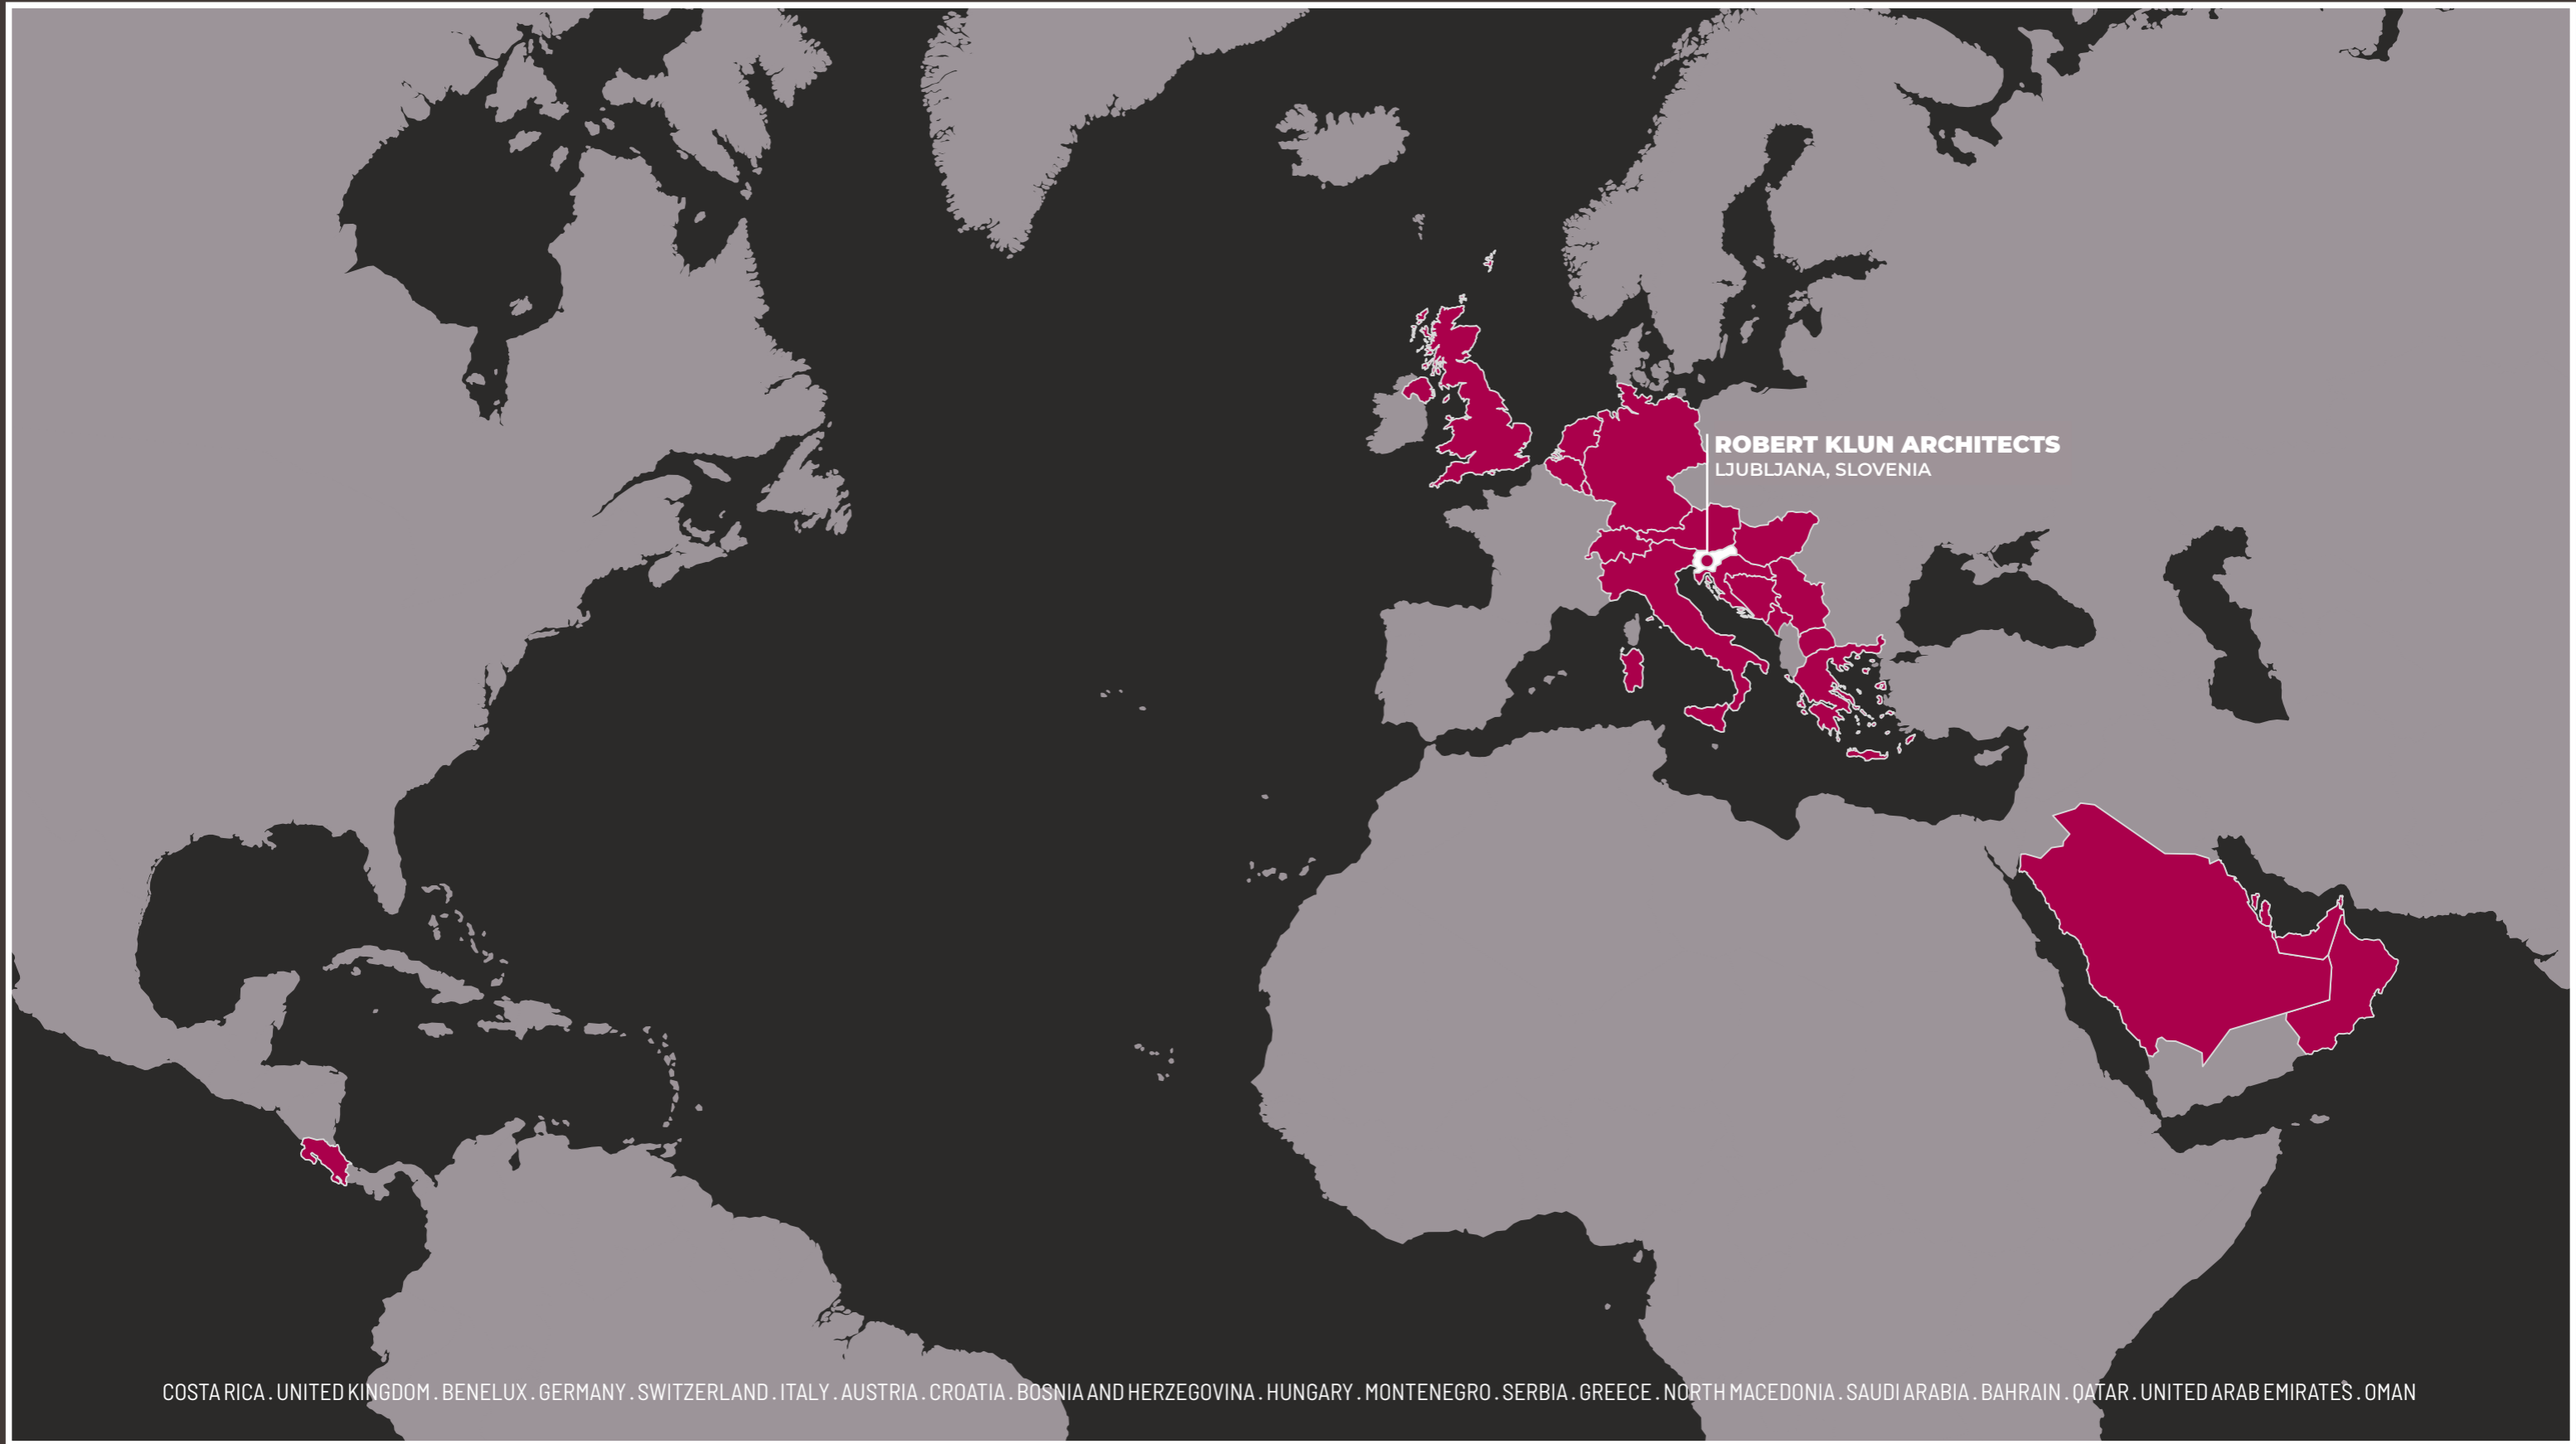 ROBERT KLUN ARCHITECTS
LJUBLJANA, SLOVENIA
COSTA RICA . UNITED KINGDOM . BENELUX . GERMANY . SWITZERLAND . ITALY . AUSTRIA . CROATIA . BOSNIA AND HERZEGOVINA . HUNGARY . MONTENEGRO . SERBIA . GREECE . NORTH MACEDONIA . SAUDI ARABIA . BAHRAIN . QATAR . UNITED ARAB EMIRATES . OMAN